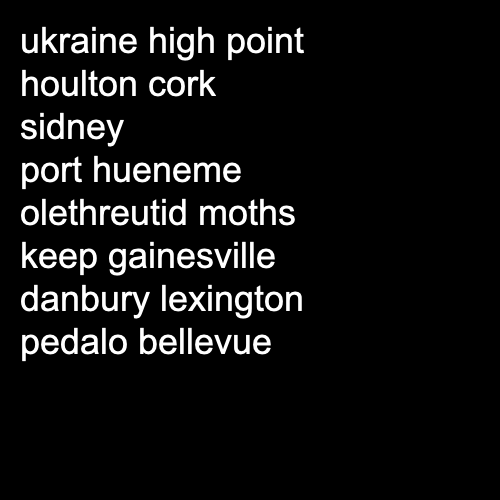 ukraine high point
houlton cork
sidney
port hueneme
olethreutid moths
keep gainesville
danbury lexington
pedalo bellevue